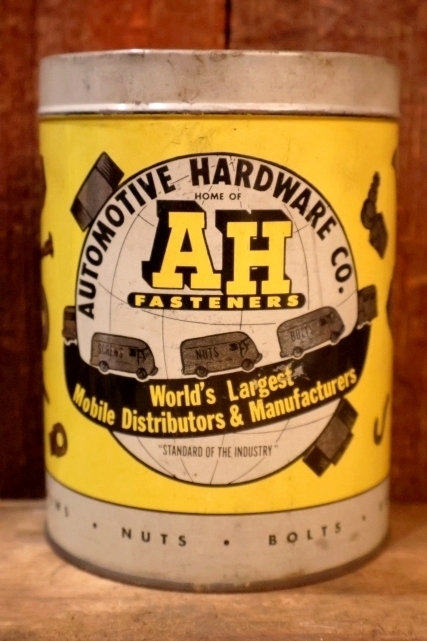 AUTOMOTIVE HARDWARE CO.
HOME OF
AH
FASTENERS
NUTS
World's Largest
Mobile Distributors & Manufacturers
"STANDARD OF THE INDUSTRY"
• NUTS • BOLTS •